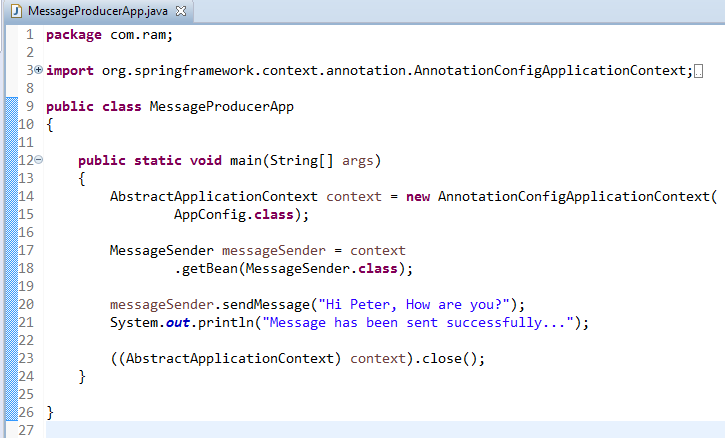 MessageProducerApp.java
1 package com.ram;
2
3 import org.springframework.context.annotation.AnnotationConfigApplicationContext;
8
9 public class MessageProducerApp
10 {
11
12     public static void main(String[] args)
13     {
14         AbstractApplicationContext context = new AnnotationConfigApplicationContext(
15                 AppConfig.class);
16
17         MessageSender messageSender = context
18                 .getBean(MessageSender.class);
19
20         messageSender.sendMessage("Hi Peter, How are you?");
21         System.out.println("Message has been sent successfully...");
22
23         ((AbstractApplicationContext) context).close();
24     }
25
26 }
27